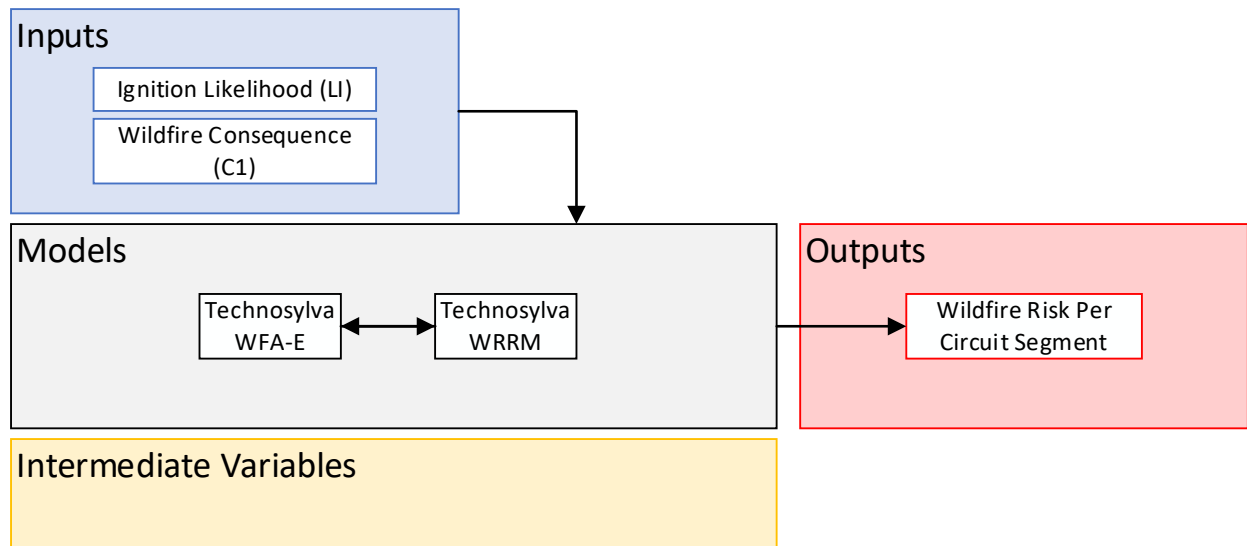 Inputs
Ignition Likelihood (LI)
Wildfire Consequence
(C1)
Models
Technosylva
WFA-E
Technosylva
WRRM
Outputs
Wildfire Risk Per
Circuit Segment
Intermediate Variables